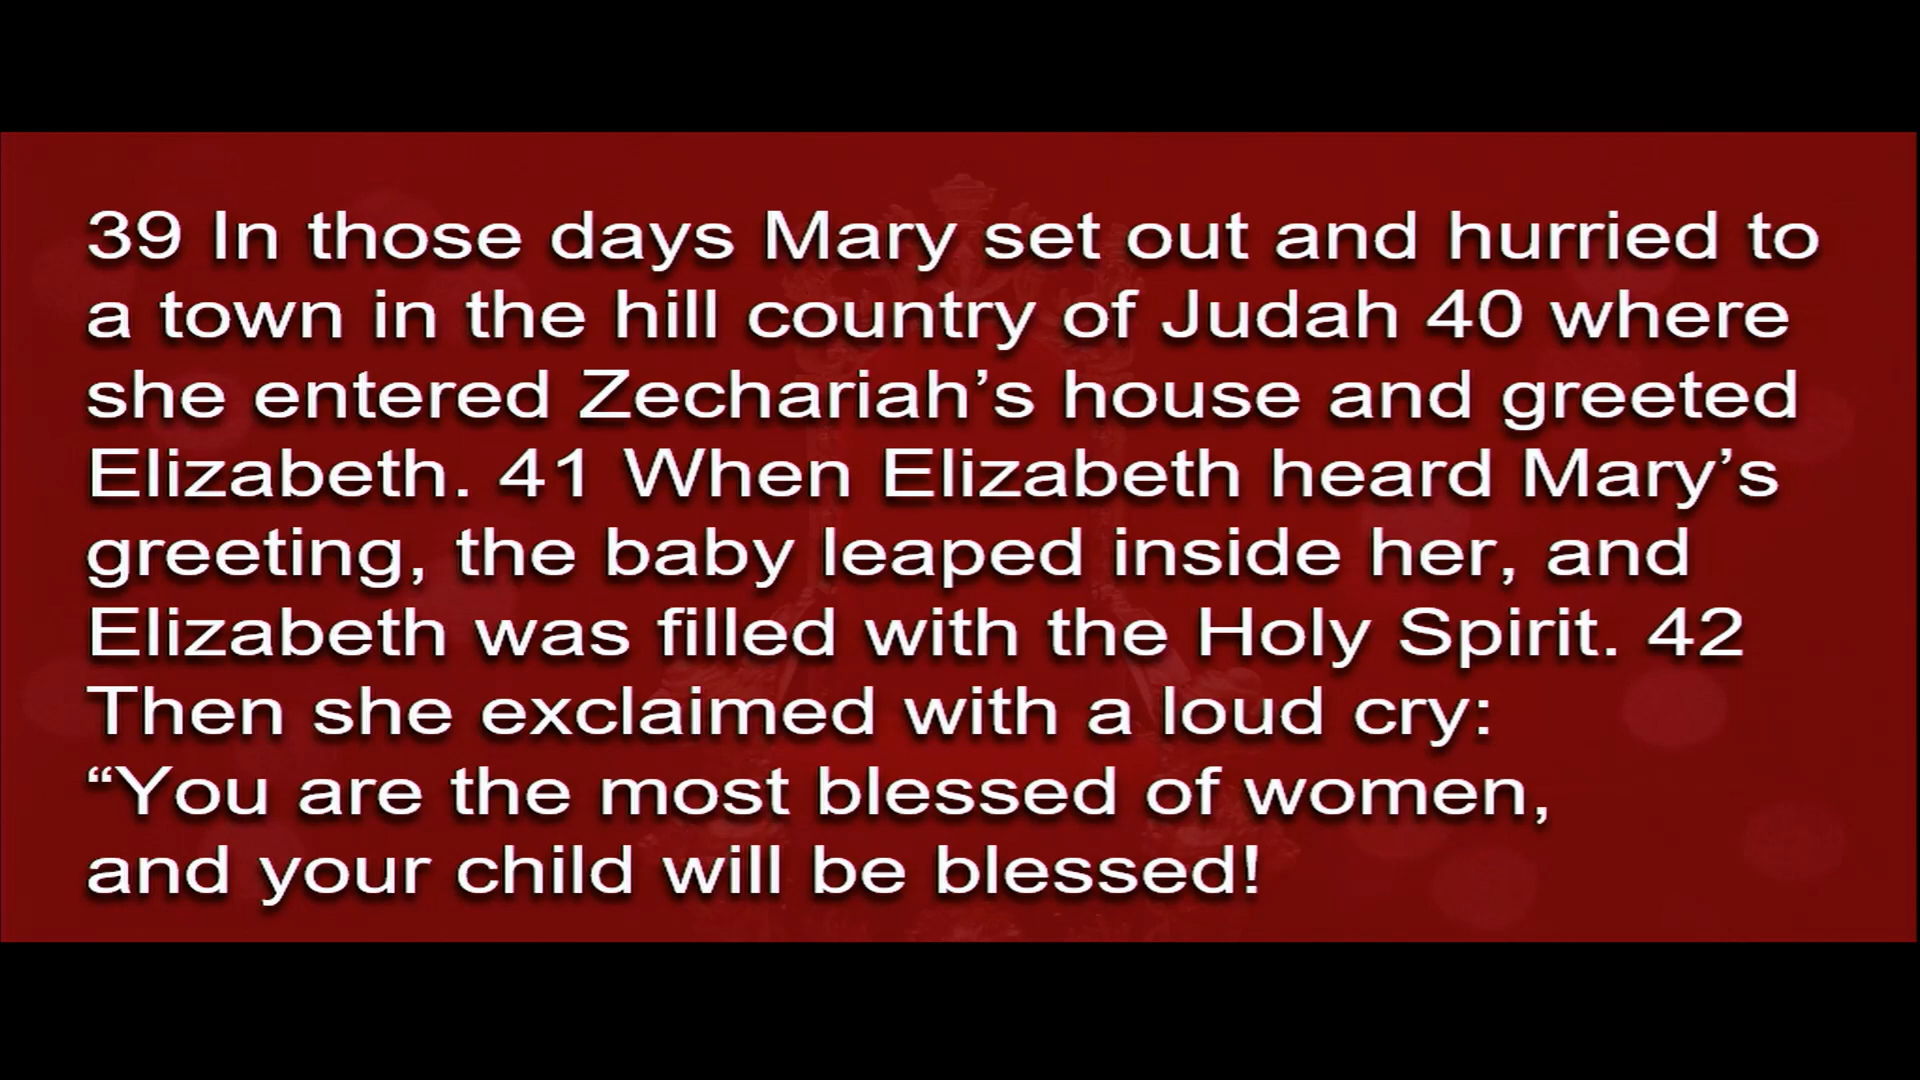 39 In those days Mary set out and hurried to
a town in the hill country of Judah 40 where
she entered Zechariah’s house and greeted
Elizabeth. 41 When Elizabeth heard Mary’s
greeting, the baby leaped inside her, and
Elizabeth was filled with the Holy Spirit. 42
Then she exclaimed with a loud cry:
“You are the most blessed of women,
and your child will be blessed!